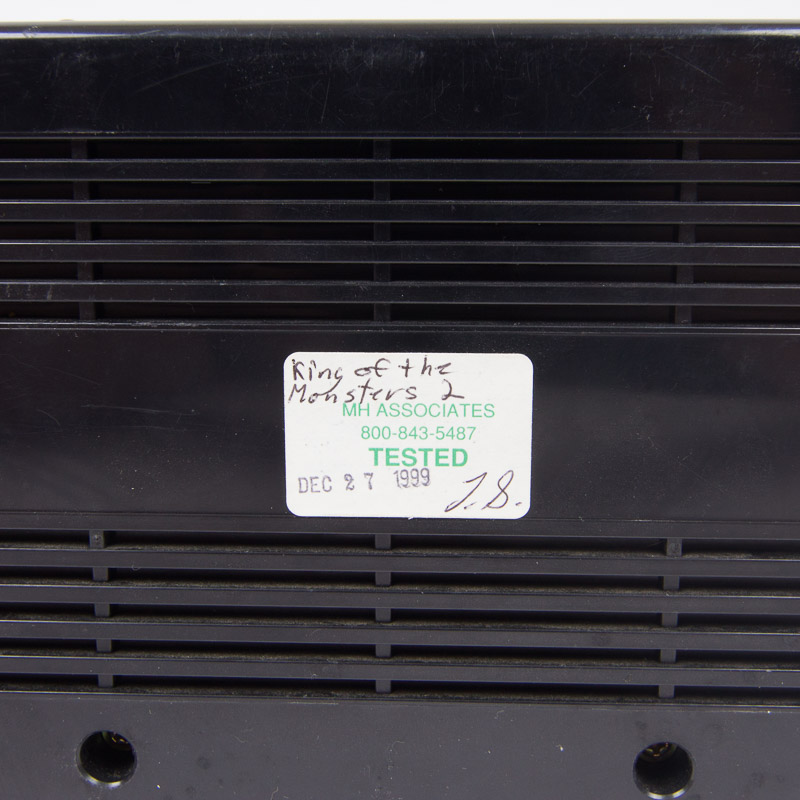 King of the
Monsters 2
MH ASSOCIATES
800-843-5487
TESTED
DEC 27 1999
J.S.